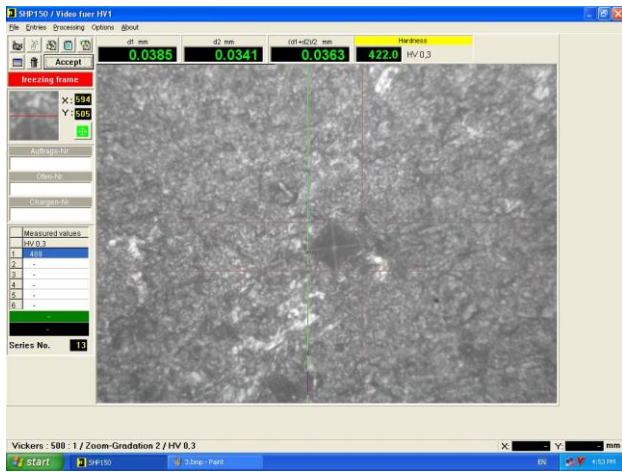 SHP150 / Video fuer HV1
File Entries Processing Options About
d1 mm d2 mm (d1+d2)/2 mm Hardness
0.0385 0.0341 0.0363 422.0 HV 0,3
Accept
freezing frame
X: 594
Y: 505
Auftrags-Nr.
Ofen-Nr.
Chargen-Nr.
Measured values
HV 0,3
1 408
2 -
3 -
4 -
5 -
6 -
-
-
Series No. 13
Vickers : 500 : 1 / Zoom-Gradation 2 / HV 0,3 X: - Y: - mm
start SHP150 3.bmp - Paint EN 4:53 PM